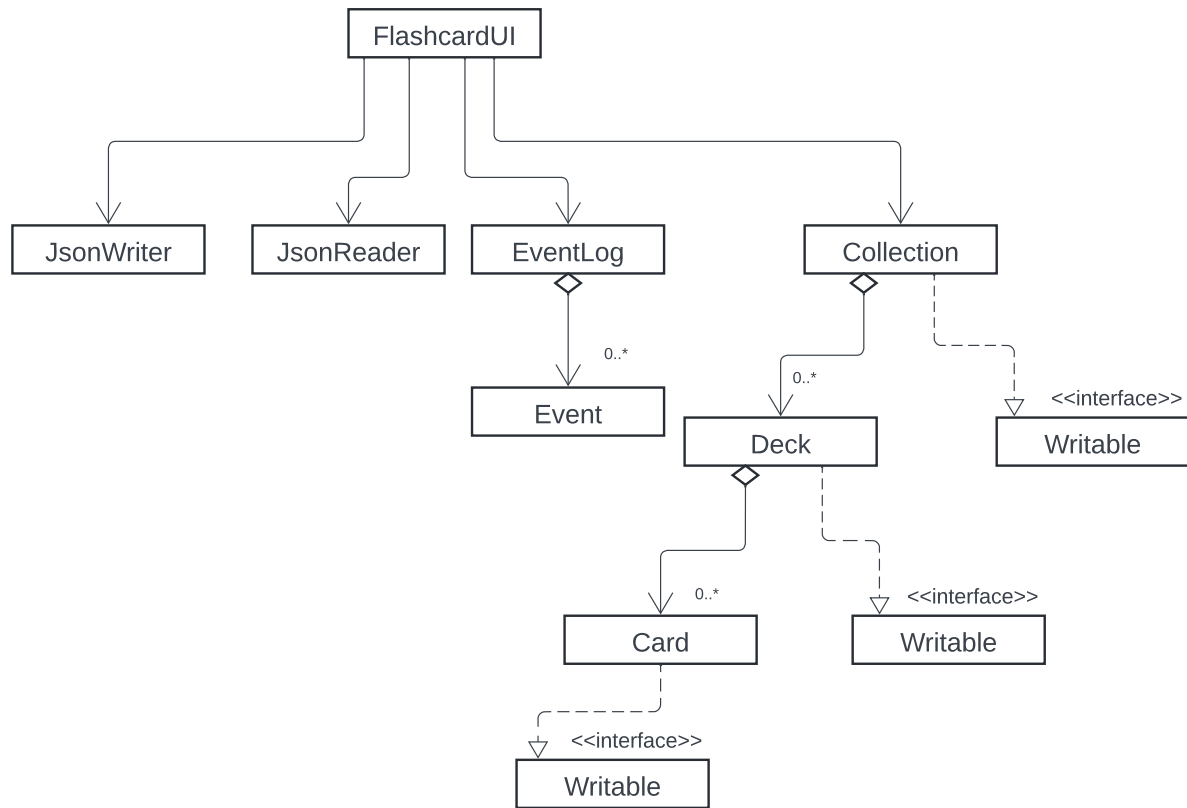 FlashcardUI
JsonWriter
JsonReader
EventLog
Collection
0..*
Event
0..*
Deck
<<interface>>
Writable
0..*
Card
<<interface>>
Writable
<<interface>>
Writable